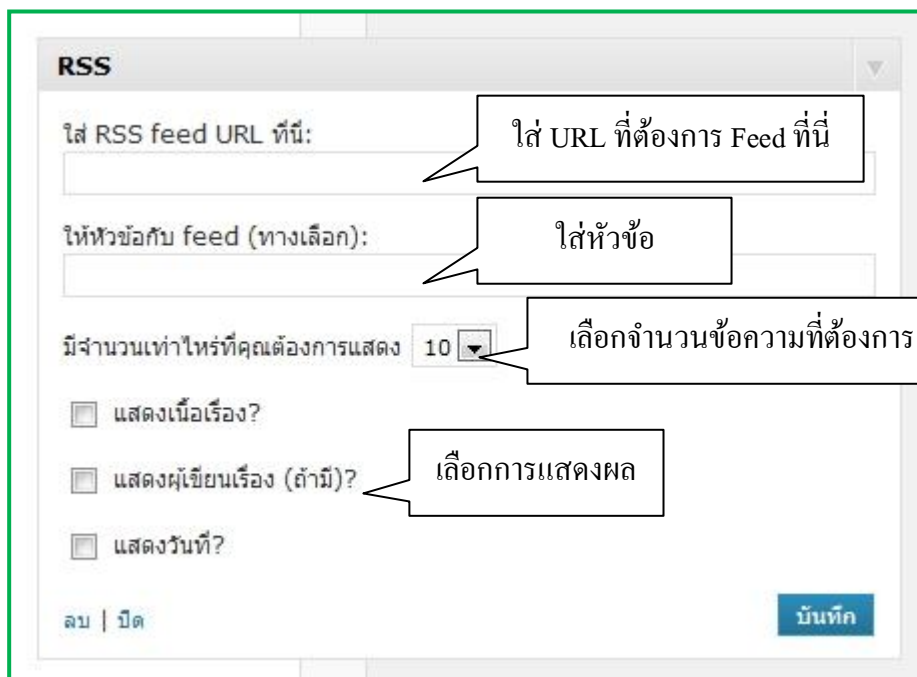 RSS
ใส่ RSS feed URL ที่นี่:
ใส่ URL ที่ต้องการ Feed ที่นี่
ให้หัวข้อกับ feed (ทางเลือก):
ใส่หัวข้อ
มีจำนวนเท่าไหร่ที่คุณต้องการแสดง 10
เลือกจำนวนข้อความที่ต้องการ
แสดงเนื้อเรื่อง?
แสดงผู้เขียนเรื่อง (ถ้ามี)?
เลือกการแสดงผล
แสดงวันที่?
ลบ | ปิด
บันทึก